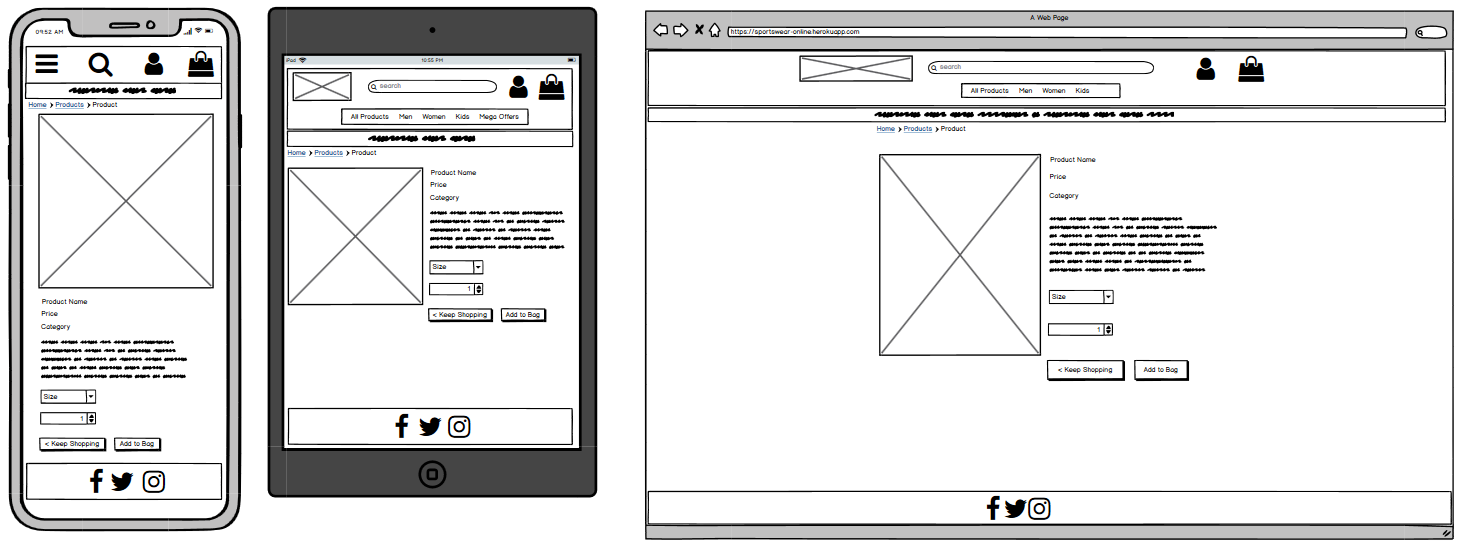 09:52 AM
Home > Products > Product
Product Name
Price
Category
Size
1
< Keep Shopping Add to Bag
iPod 10:55 PM
search
All Products Men Women Kids Mega Offers
Home > Products > Product
Product Name
Price
Category
Size
1
< Keep Shopping Add to Bag
A Web Page
https://sportswear-online.herokuapp.com
search
All Products Men Women Kids
Home > Products > Product
Product Name
Price
Category
Size
1
< Keep Shopping Add to Bag